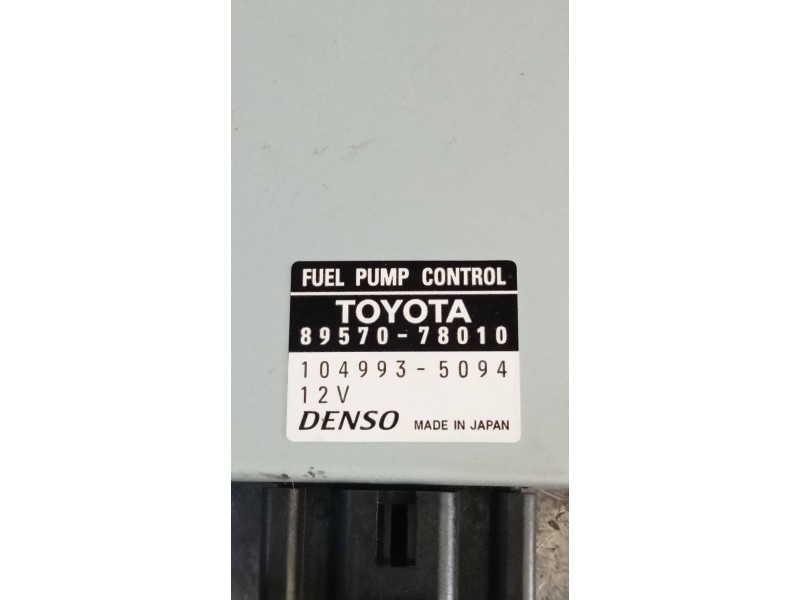 FUEL PUMP CONTROL
TOYOTA
89570-78010
104993-5094
12V
DENSO MADE IN JAPAN